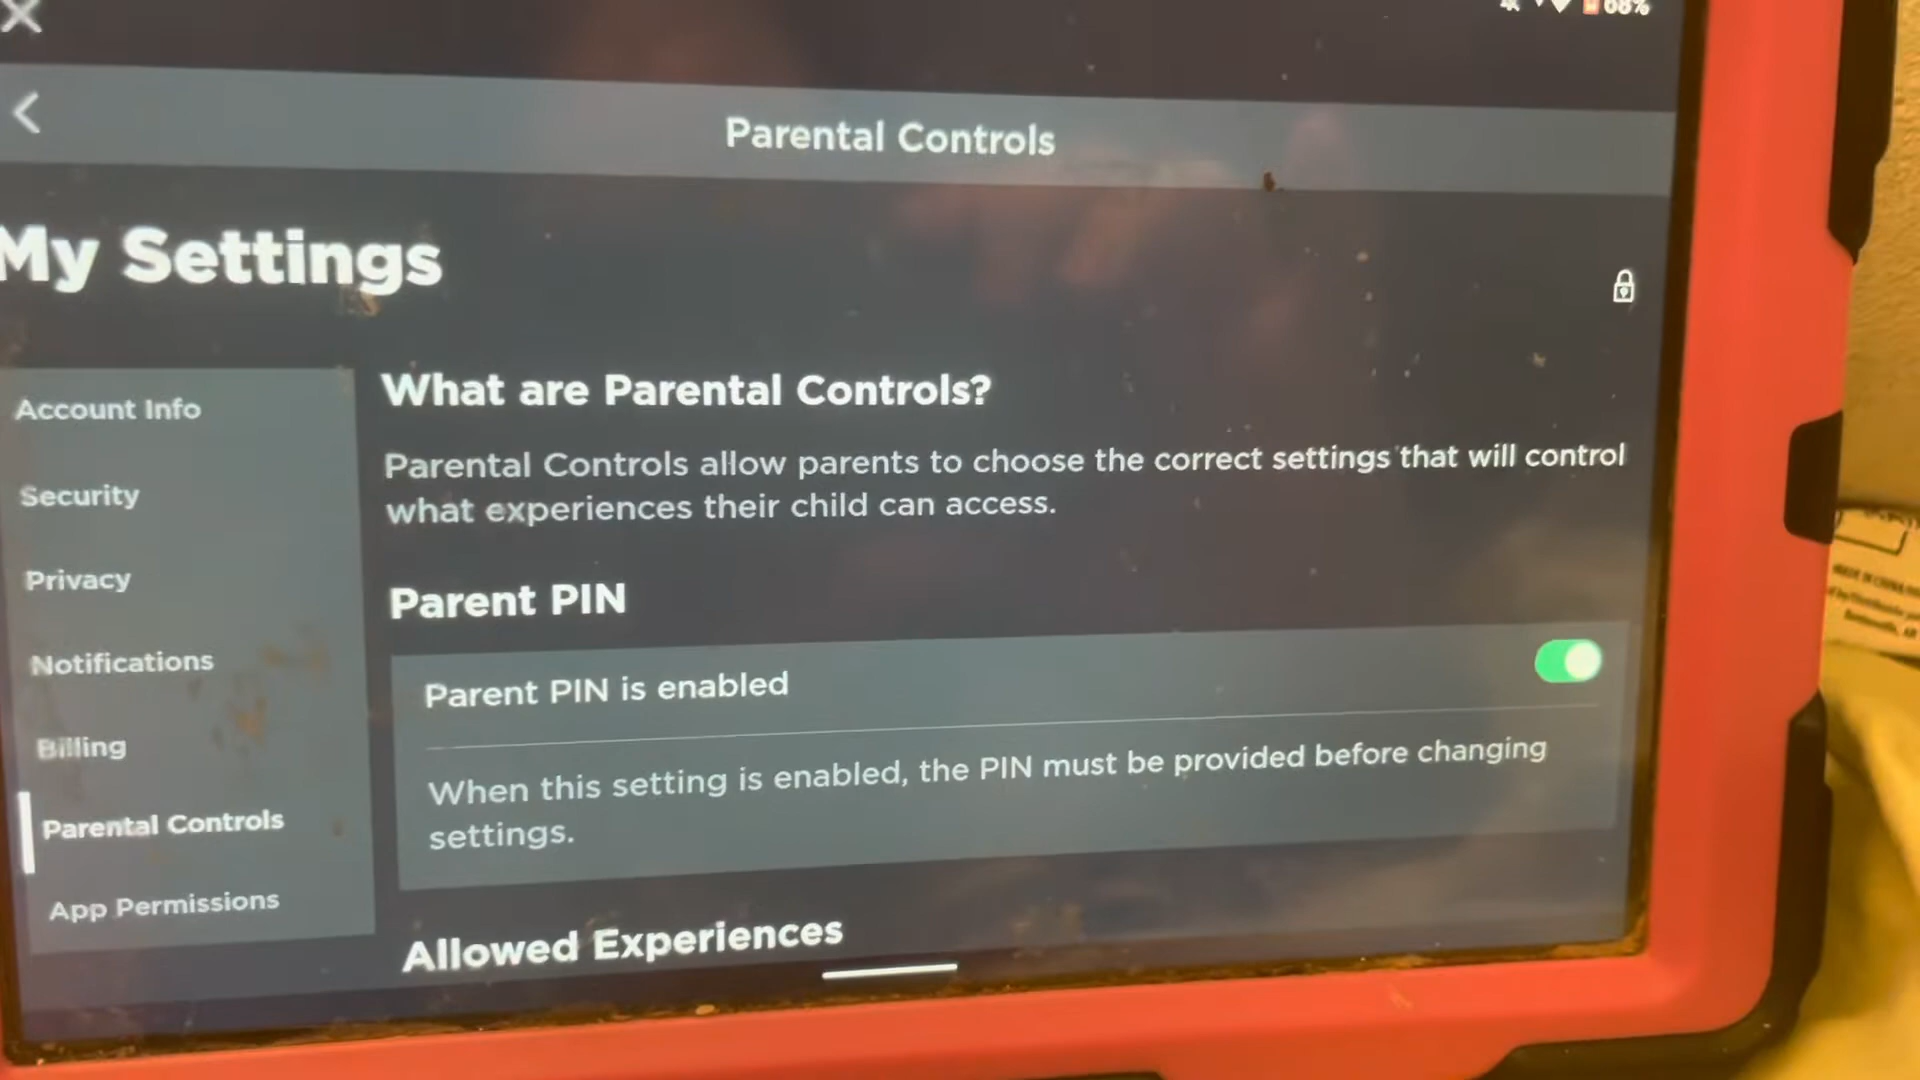 68%
Parental Controls
My Settings
Account Info
Security
Privacy
Notifications
Billing
Parental Controls
App Permissions
What are Parental Controls?
Parental Controls allow parents to choose the correct settings that will control
what experiences their child can access.
Parent PIN
Parent PIN is enabled
When this setting is enabled, the PIN must be provided before changing
settings.
Allowed Experiences
MADE IN CHINA